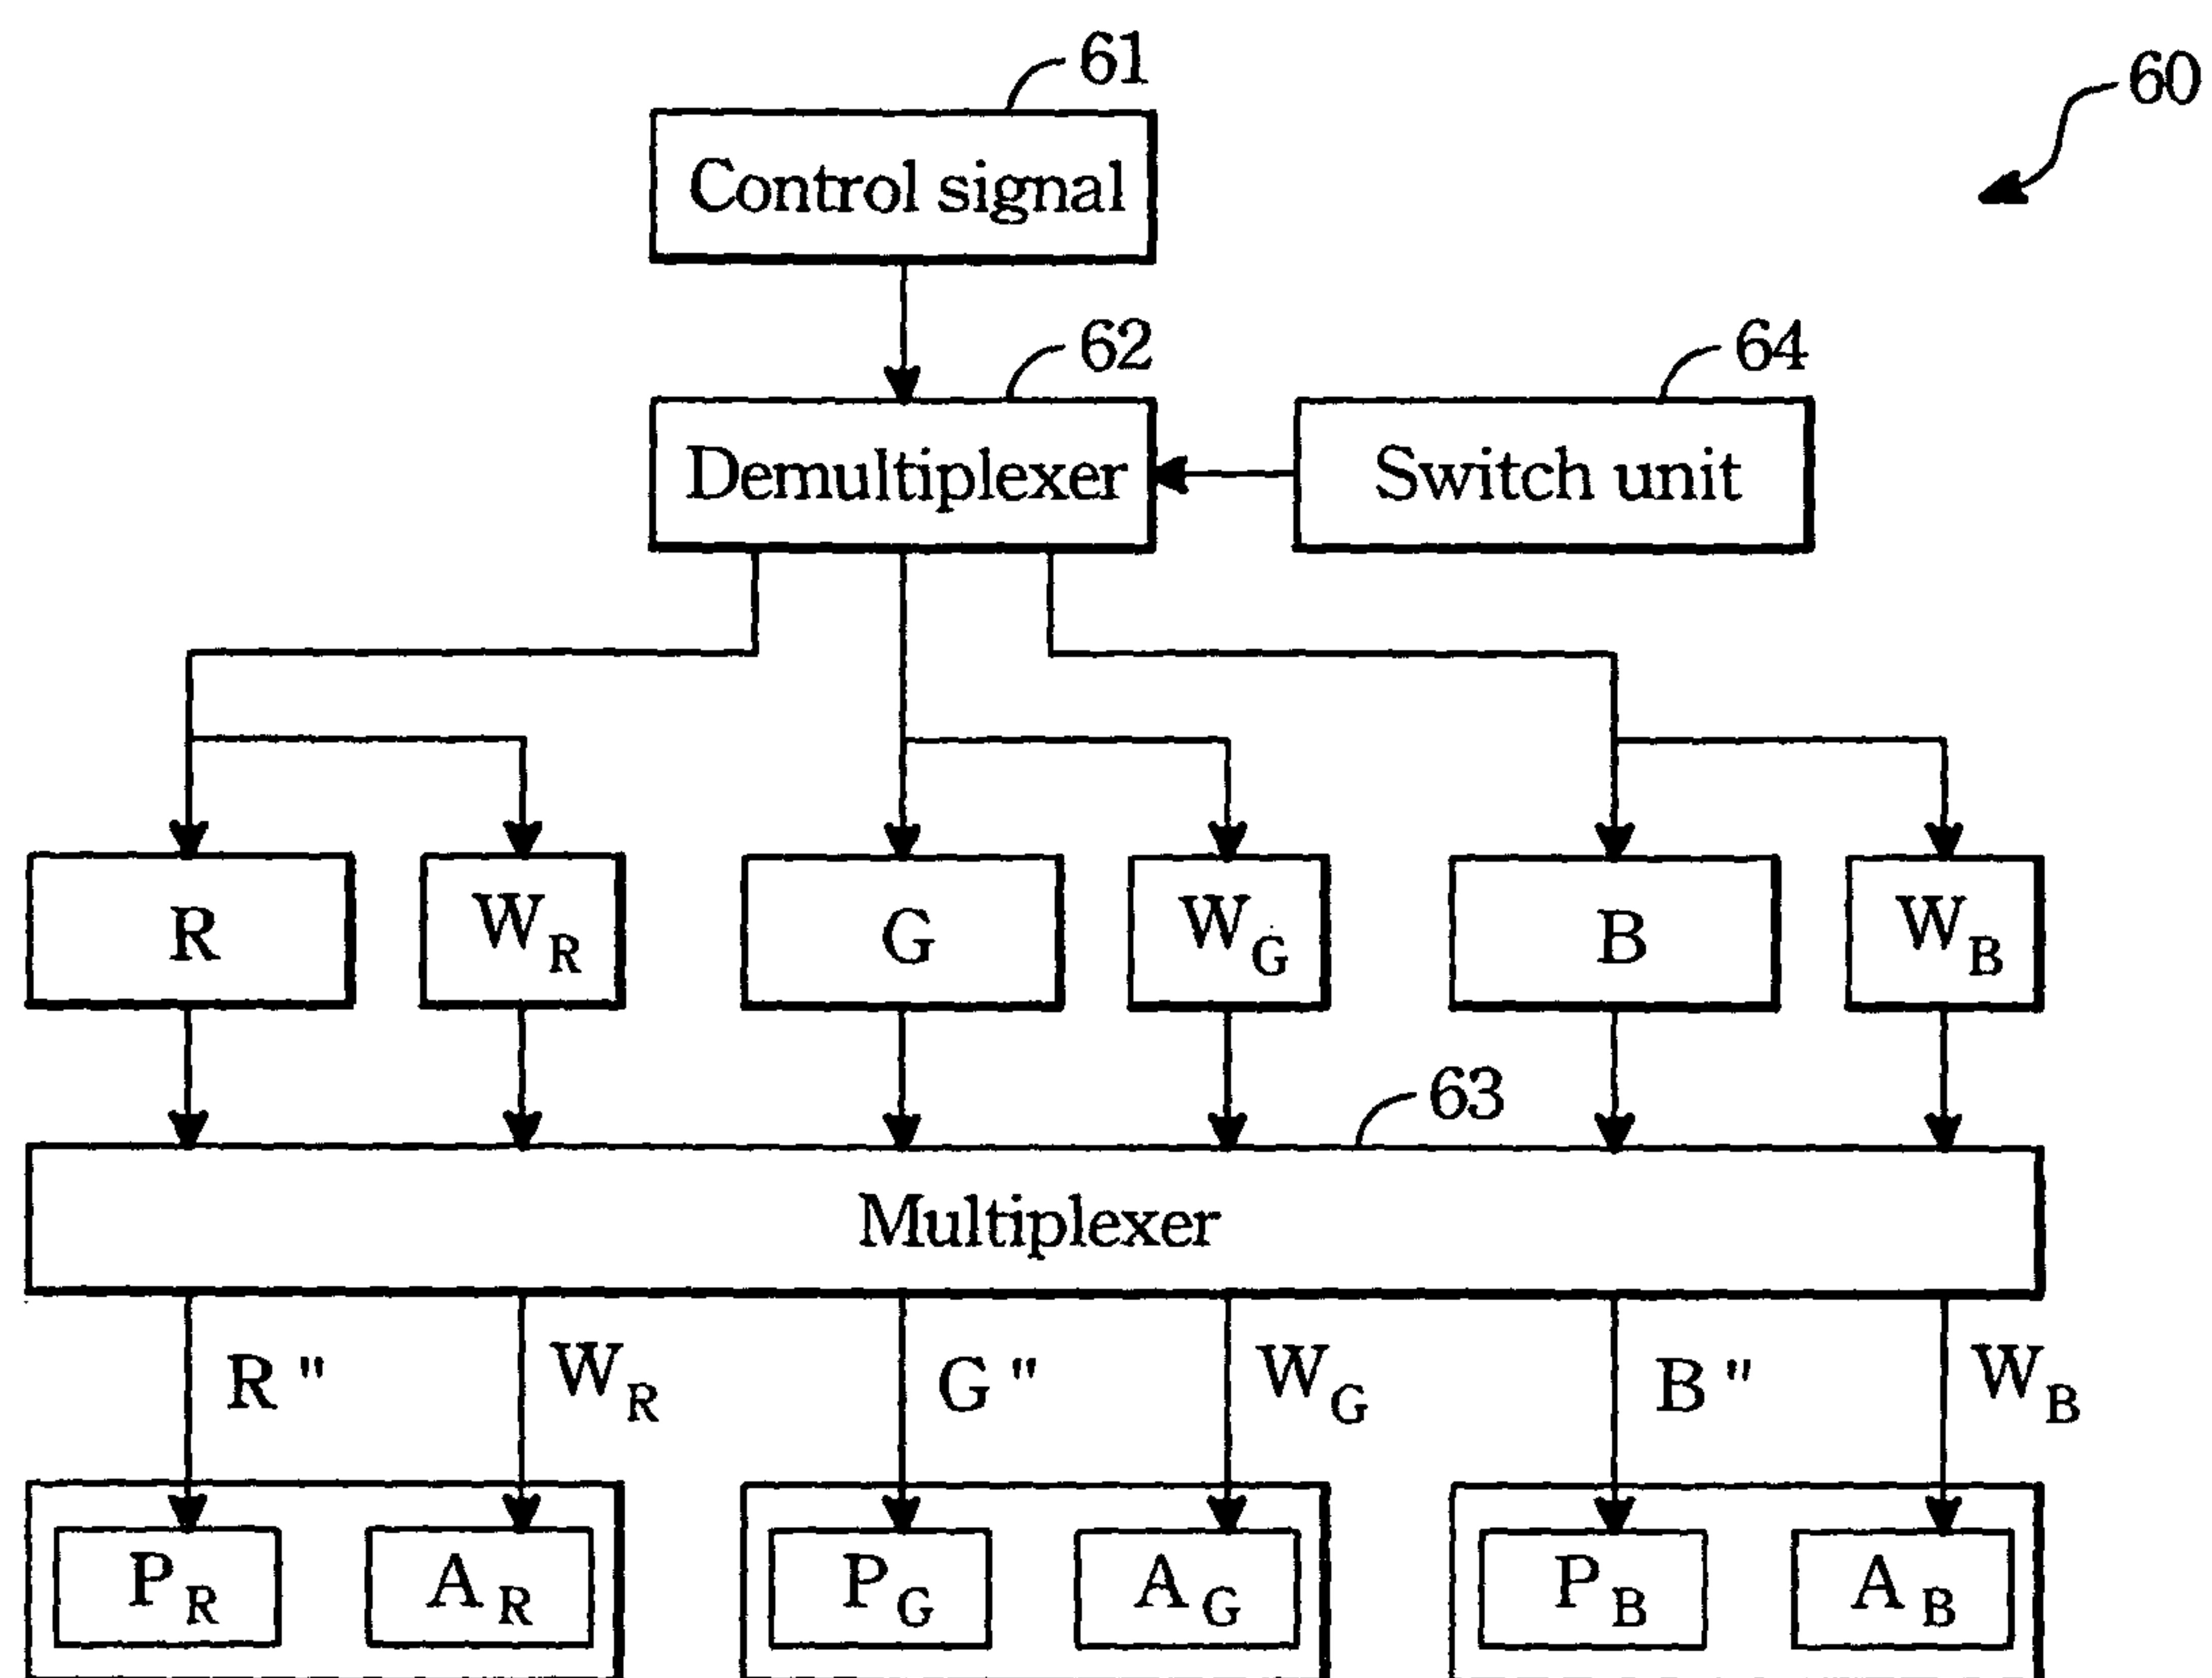 61
60
Control signal
62
64
Demultiplexer
Switch unit
R
W_R
G
W_G
B
W_B
63
Multiplexer
R "
W_R
G "
W_G
B "
W_B
P_R
A_R
P_G
A_G
P_B
A_B